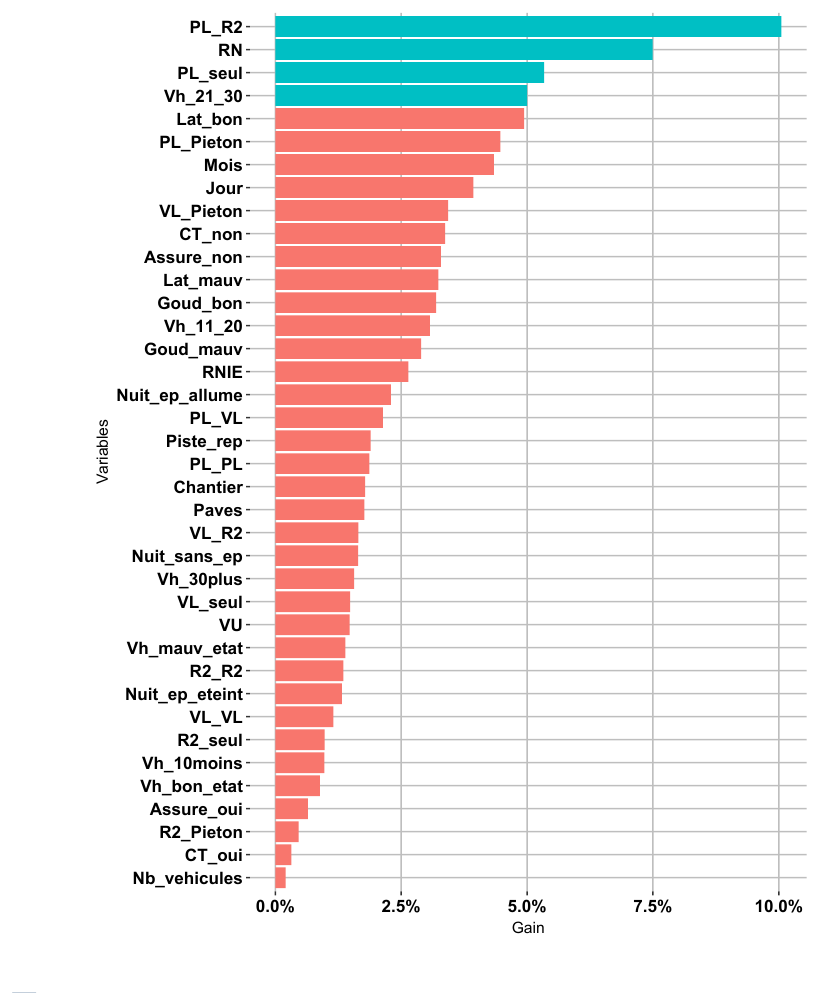 PL_R2
RN
PL_seul
Vh_21_30
Lat_bon
PL_Pieton
Mois
Jour
VL_Pieton
CT_non
Assure_non
Lat_mauv
Goud_bon
Vh_11_20
Goud_mauv
RNIE
Nuit_ep_allume
PL_VL
Piste_rep
PL_PL
Chantier
Paves
VL_R2
Nuit_sans_ep
Vh_30plus
VL_seul
VU
Vh_mauv_etat
R2_R2
Nuit_ep_eteint
VL_VL
R2_seul
Vh_10moins
Vh_bon_etat
Assure_oui
R2_Pieton
CT_oui
Nb_vehicules
Variables
0.0% 2.5% 5.0% 7.5% 10.0%
Gain